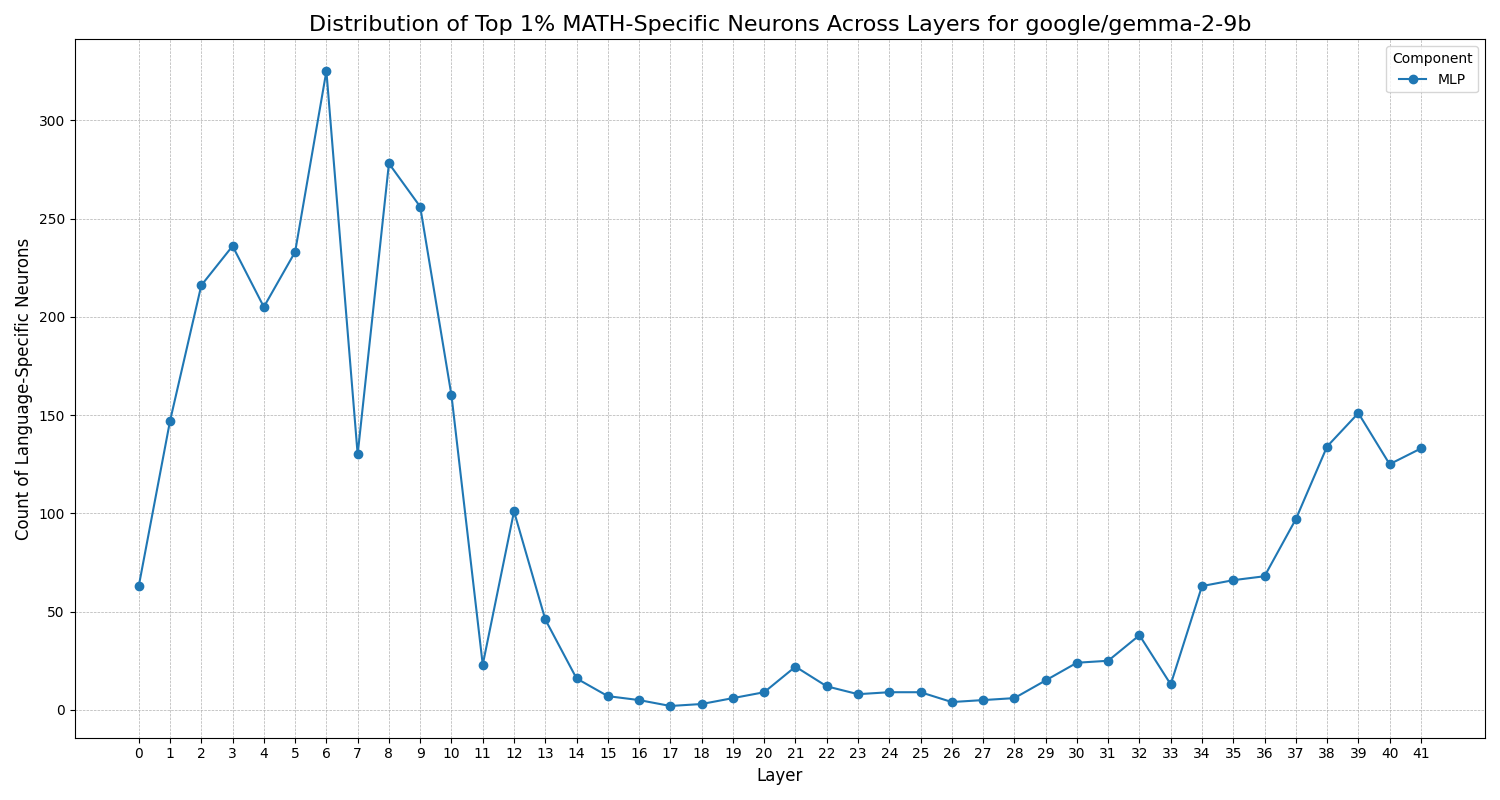 Distribution of Top 1% MATH-Specific Neurons Across Layers for google/gemma-2-9b
Component
MLP
Count of Language-Specific Neurons
300
250
200
150
100
50
0
0 1 2 3 4 5 6 7 8 9 10 11 12 13 14 15 16 17 18 19 20 21 22 23 24 25 26 27 28 29 30 31 32 33 34 35 36 37 38 39 40 41
Layer